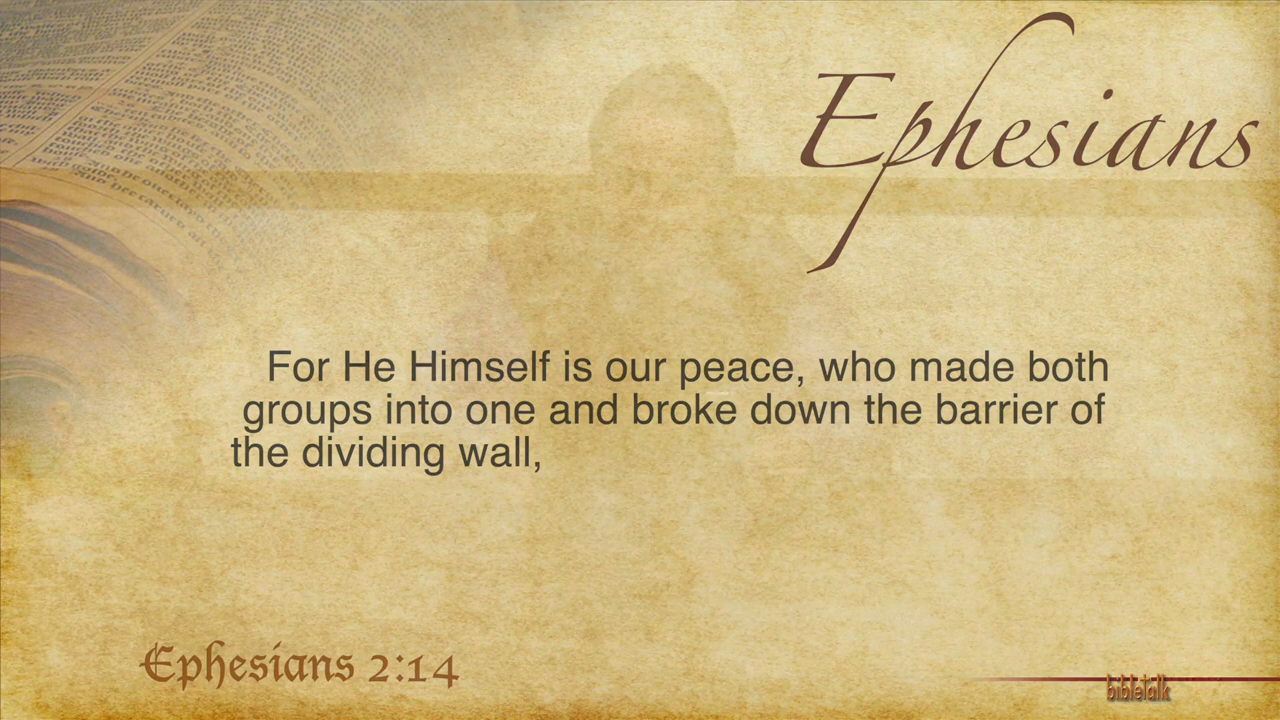 Ephesians
For He Himself is our peace, who made both
groups into one and broke down the barrier of
the dividing wall,
Ephesians 2:14
bibletalk